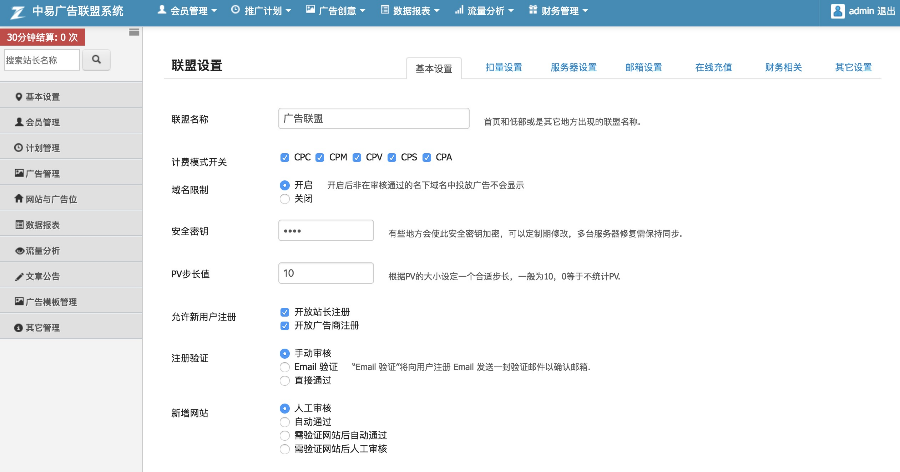 中易广告联盟系统 会员管理 推广计划 广告创意 数据报表 流量分析 财务管理 admin 退出
30分钟结算: 0 次
搜索站长名称
基本设置
会员管理
计划管理
广告管理
网站与广告位
数据报表
流量分析
文章公告
广告模板管理
其它管理
联盟设置 基本设置 扣量设置 服务器设置 邮箱设置 在线充值 财务相关 其它设置
联盟名称 广告联盟 首页和低部或是其它地方出现的联盟名称。
计费模式开关 CPC CPM CPV CPS CPA
域名限制 开启 开启后非在审核通过的名下域名中投放广告不会显示
关闭
安全密钥 •••• 有些地方会使此安全密钥加密，可以定制期修改，多台服务器修复需保持同步。
PV步长值 10 根据PV的大小设定一个合适步长，一般为10，0等于不统计PV.
允许新用户注册 开放站长注册
开放广告商注册
注册验证 手动审核
Email 验证 “Email 验证”将向用户注册 Email 发送一封验证邮件以确认邮箱.
直接通过
新增网站 人工审核
自动通过
需验证网站后自动通过
需验证网站后人工审核